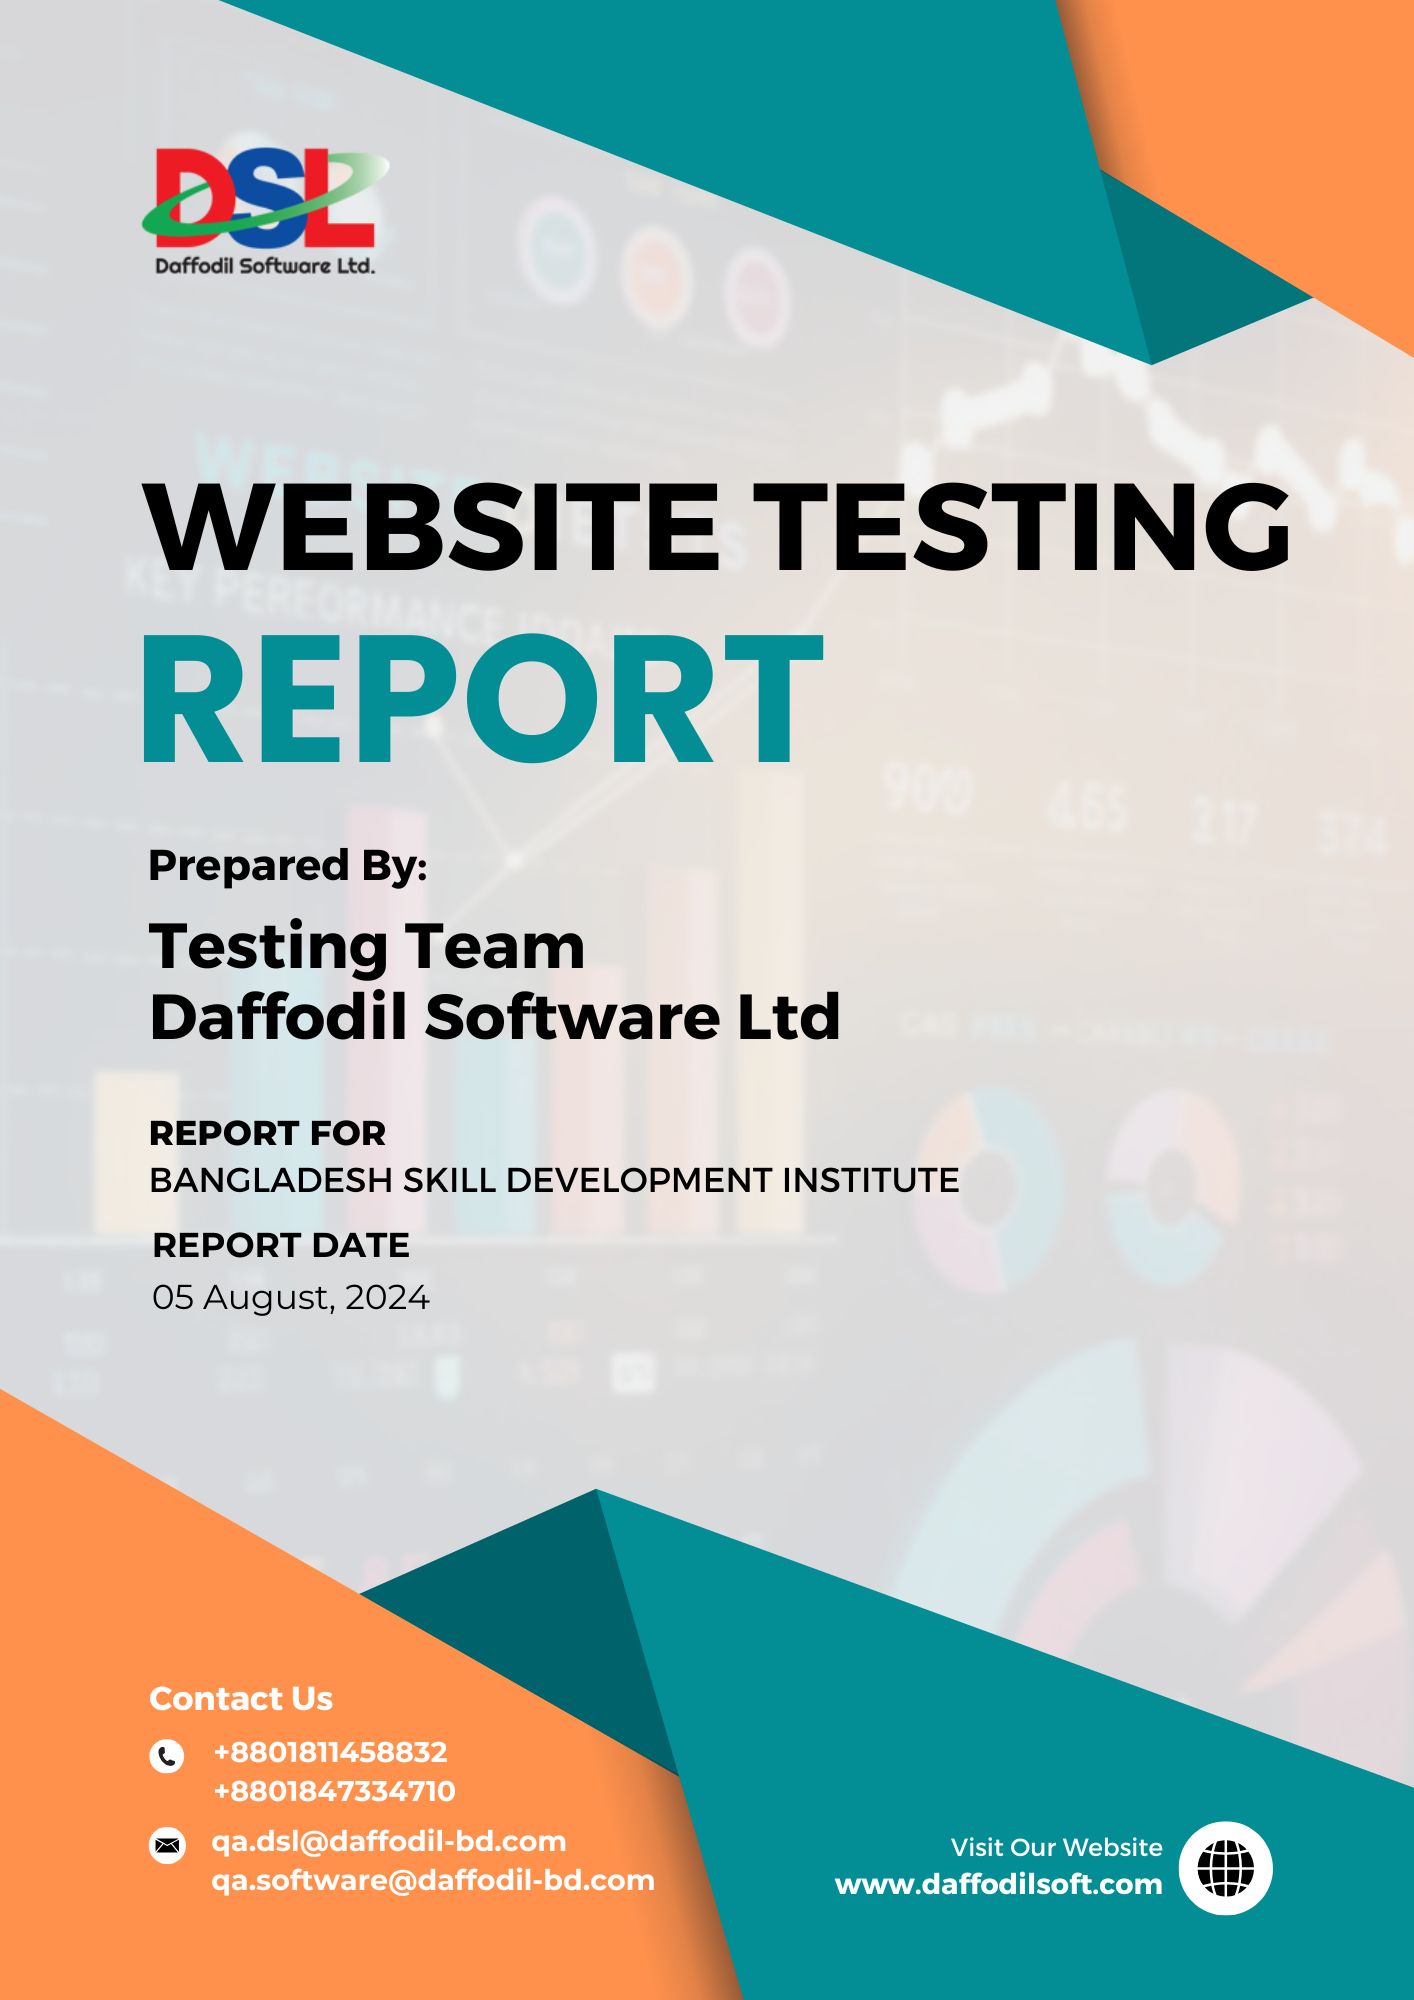 DSL
Daffodil Software Ltd.
WEBSITE TESTING
REPORT
Prepared By:
Testing Team
Daffodil Software Ltd
REPORT FOR
BANGLADESH SKILL DEVELOPMENT INSTITUTE
REPORT DATE
05 August, 2024
Contact Us
+8801811458832
+8801847334710
qa.dsl@daffodil-bd.com
qa.software@daffodil-bd.com
Visit Our Website
www.daffodilsoft.com